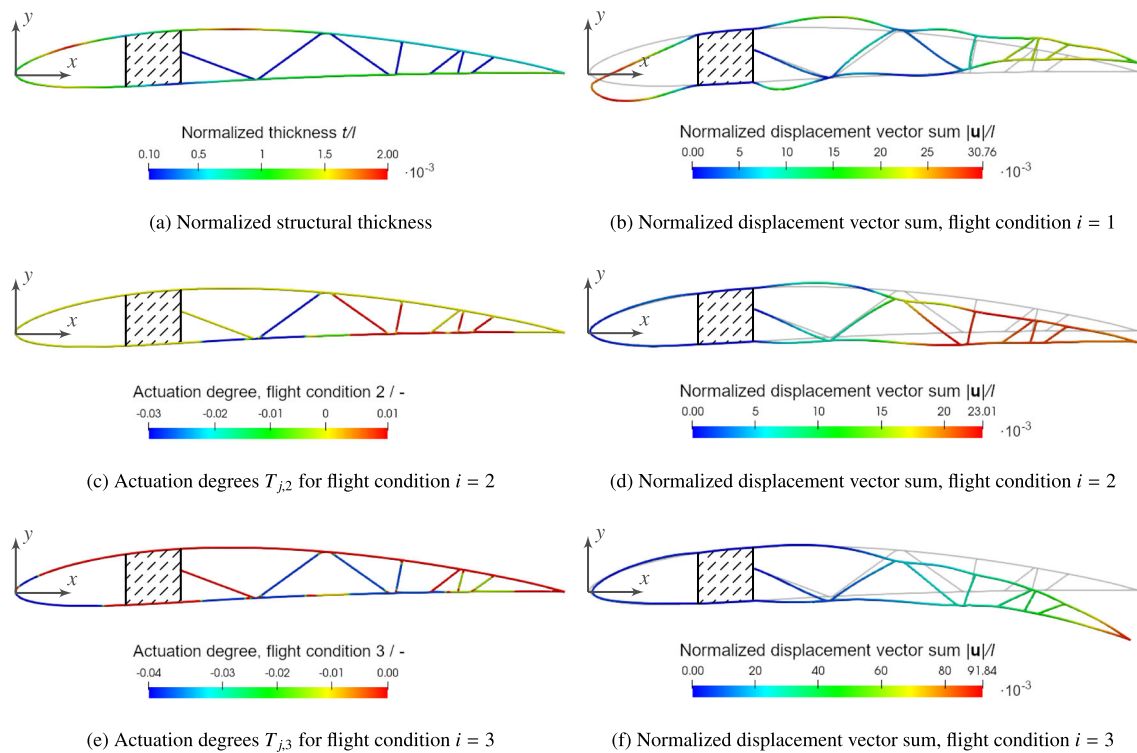 y
x
Normalized thickness t/l
0.10 0.5 1 1.5 2.00
·10⁻³
(a) Normalized structural thickness
y
x
Normalized displacement vector sum |u|/l
0.00 5 10 15 20 25 30.76
·10⁻³
(b) Normalized displacement vector sum, flight condition i = 1
y
x
Actuation degree, flight condition 2 / -
-0.03 -0.02 -0.01 0 0.01
(c) Actuation degrees T_{j,2} for flight condition i = 2
y
x
Normalized displacement vector sum |u|/l
0.00 5 10 15 20 23.01
·10⁻³
(d) Normalized displacement vector sum, flight condition i = 2
y
x
Actuation degree, flight condition 3 / -
-0.04 -0.03 -0.02 -0.01 0.00
(e) Actuation degrees T_{j,3} for flight condition i = 3
y
x
Normalized displacement vector sum |u|/l
0.00 20 40 60 80 91.84
·10⁻³
(f) Normalized displacement vector sum, flight condition i = 3